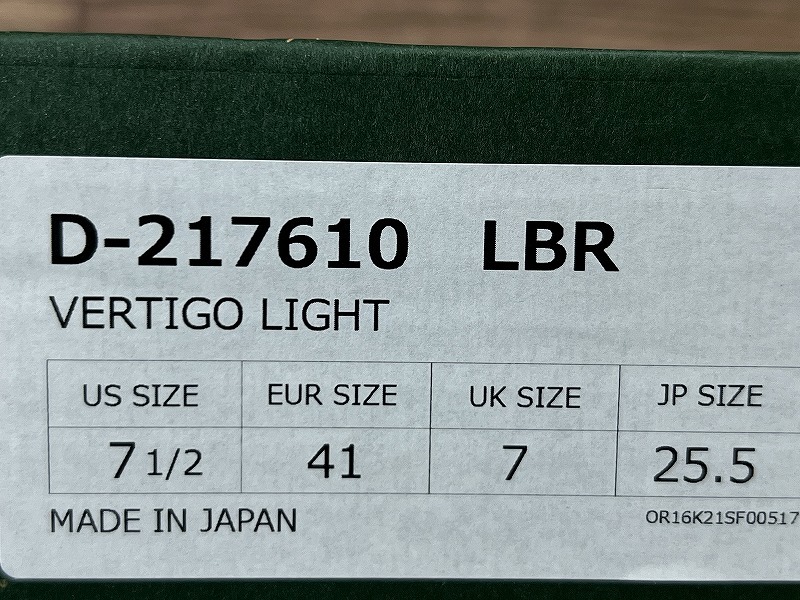 D-217610 LBR
VERTIGO LIGHT
US SIZE EUR SIZE UK SIZE JP SIZE
7 1/2 41 7 25.5
MADE IN JAPAN OR16K21SF00517